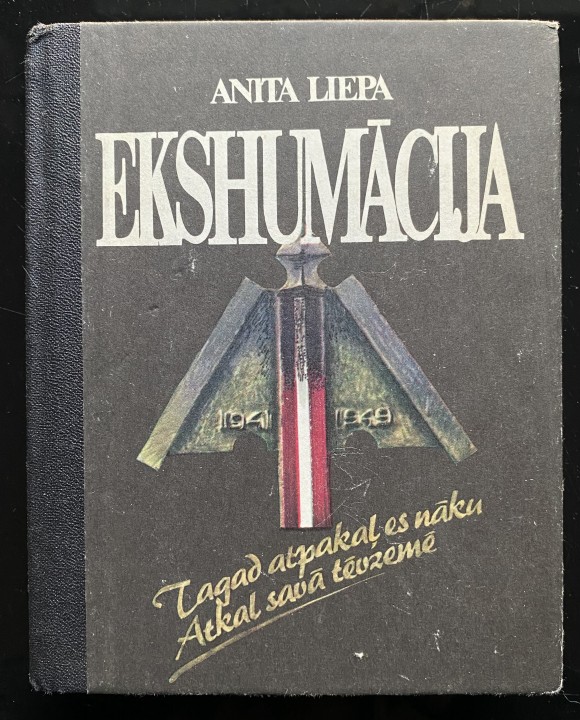 ANITA LIEPA
EKSHUMĀCIJA
1941 1949
Tagad atpakaļ es nāku
Atkal savā tēvzemē